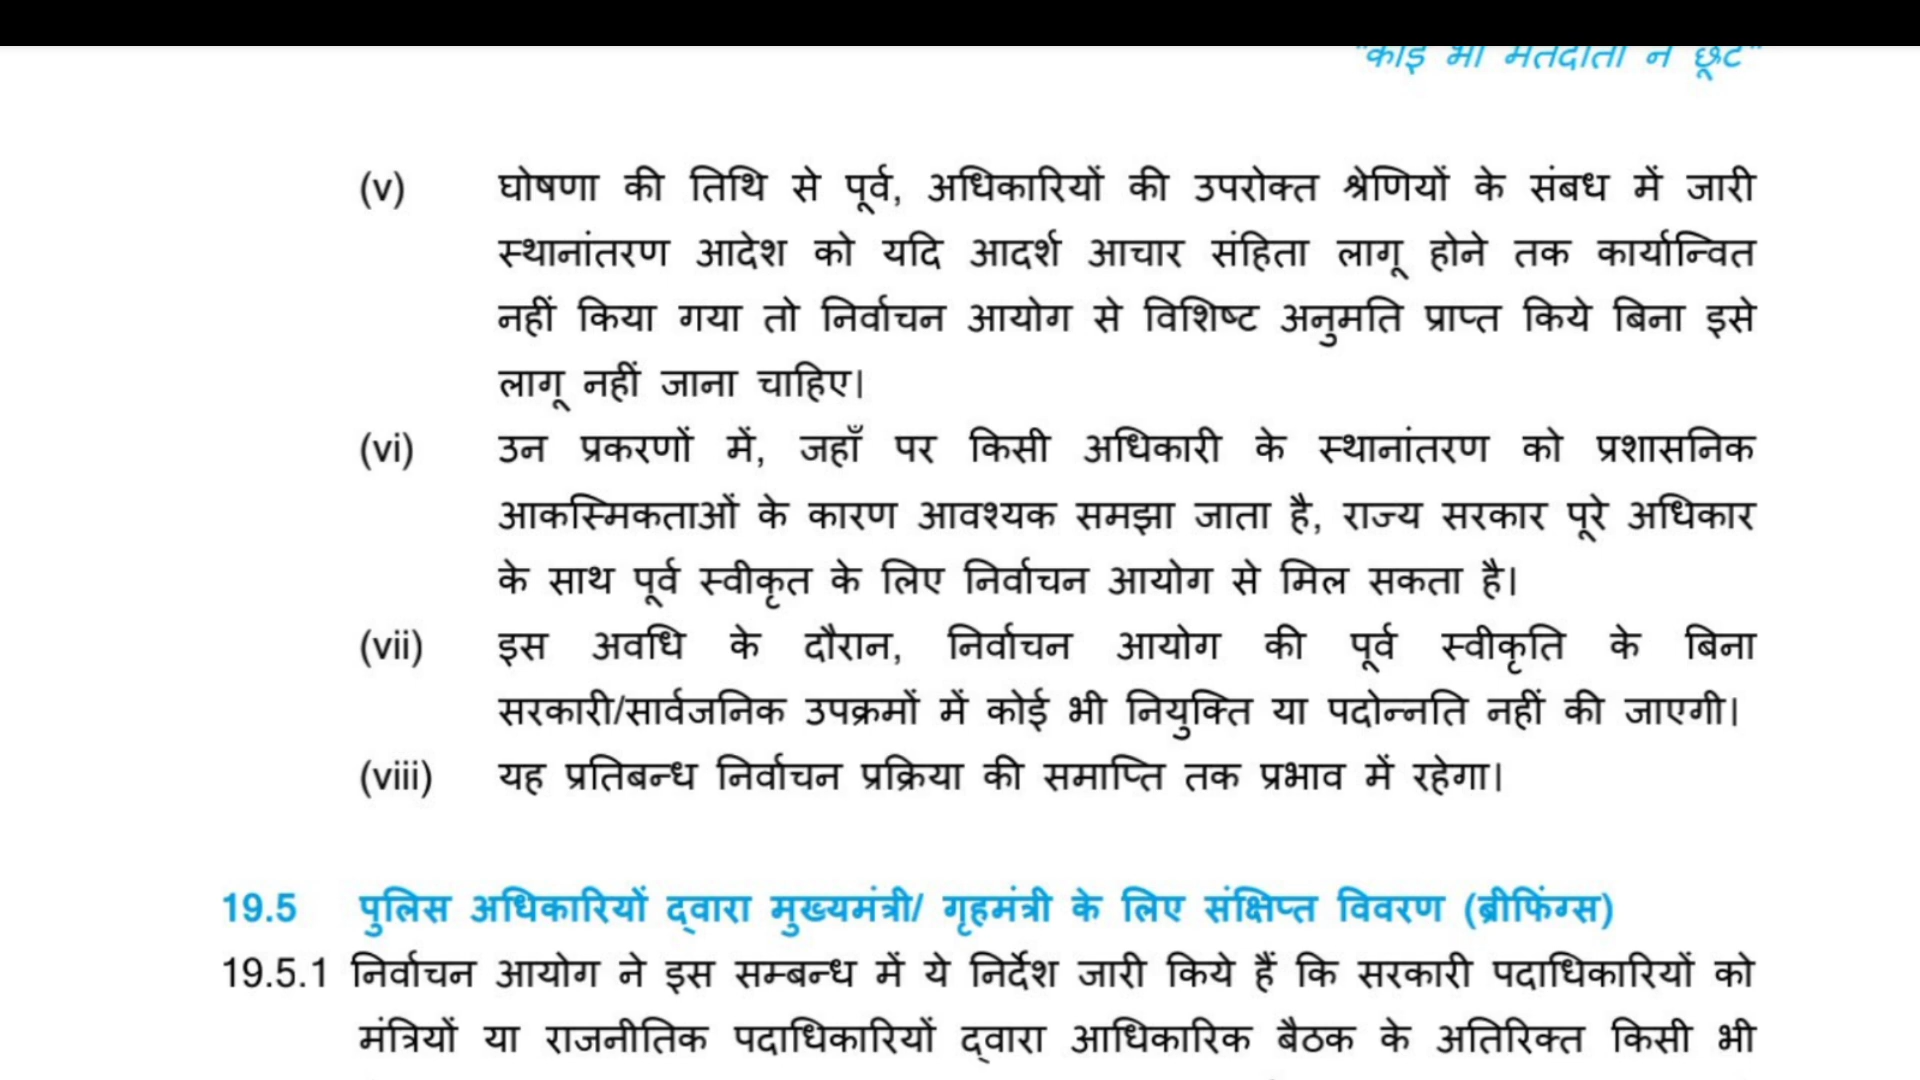 "कोई भी मतदाता न छूटे"
(v) घोषणा की तिथि से पूर्व, अधिकारियों की उपरोक्त श्रेणियों के संबध में जारी
स्थानांतरण आदेश को यदि आदर्श आचार संहिता लागू होने तक कार्यान्वित
नहीं किया गया तो निर्वाचन आयोग से विशिष्ट अनुमति प्राप्त किये बिना इसे
लागू नहीं जाना चाहिए।
(vi) उन प्रकरणों में, जहाँ पर किसी अधिकारी के स्थानांतरण को प्रशासनिक
आकस्मिकताओं के कारण आवश्यक समझा जाता है, राज्य सरकार पूरे अधिकार
के साथ पूर्व स्वीकृत के लिए निर्वाचन आयोग से मिल सकता है।
(vii) इस अवधि के दौरान, निर्वाचन आयोग की पूर्व स्वीकृति के बिना
सरकारी/सार्वजनिक उपक्रमों में कोई भी नियुक्ति या पदोन्नति नहीं की जाएगी।
(viii) यह प्रतिबन्ध निर्वाचन प्रक्रिया की समाप्ति तक प्रभाव में रहेगा।
19.5 पुलिस अधिकारियों द्वारा मुख्यमंत्री/ गृहमंत्री के लिए संक्षिप्त विवरण (ब्रीफिंग्स)
19.5.1 निर्वाचन आयोग ने इस सम्बन्ध में ये निर्देश जारी किये हैं कि सरकारी पदाधिकारियों को
मंत्रियों या राजनीतिक पदाधिकारियों द्वारा आधिकारिक बैठक के अतिरिक्त किसी भी